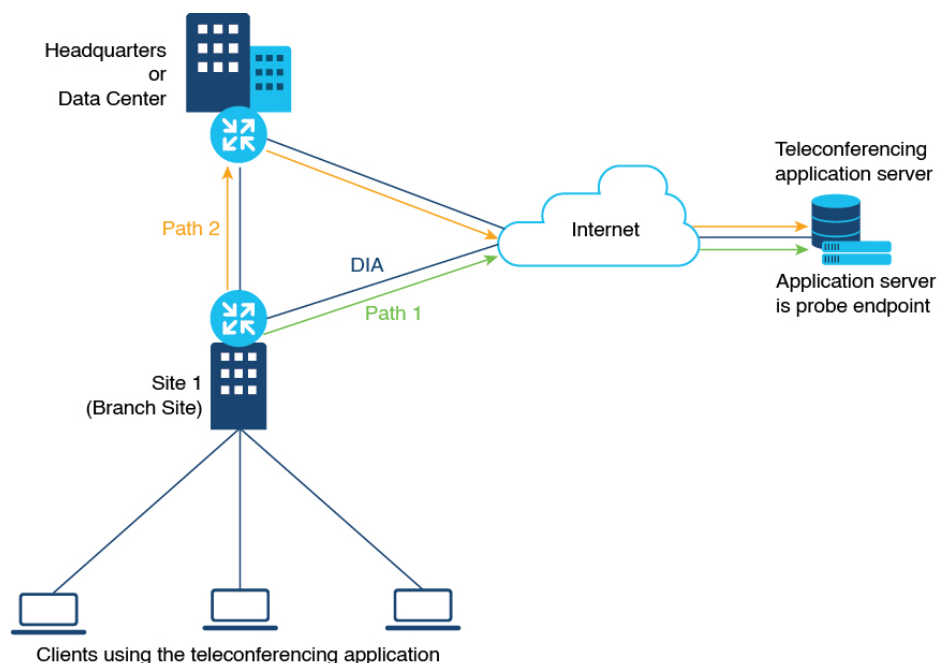 Headquarters
or
Data Center
Teleconferencing
application server
Path 2
Internet
DIA
Path 1
Application server
is probe endpoint
Site 1
(Branch Site)
Clients using the teleconferencing application